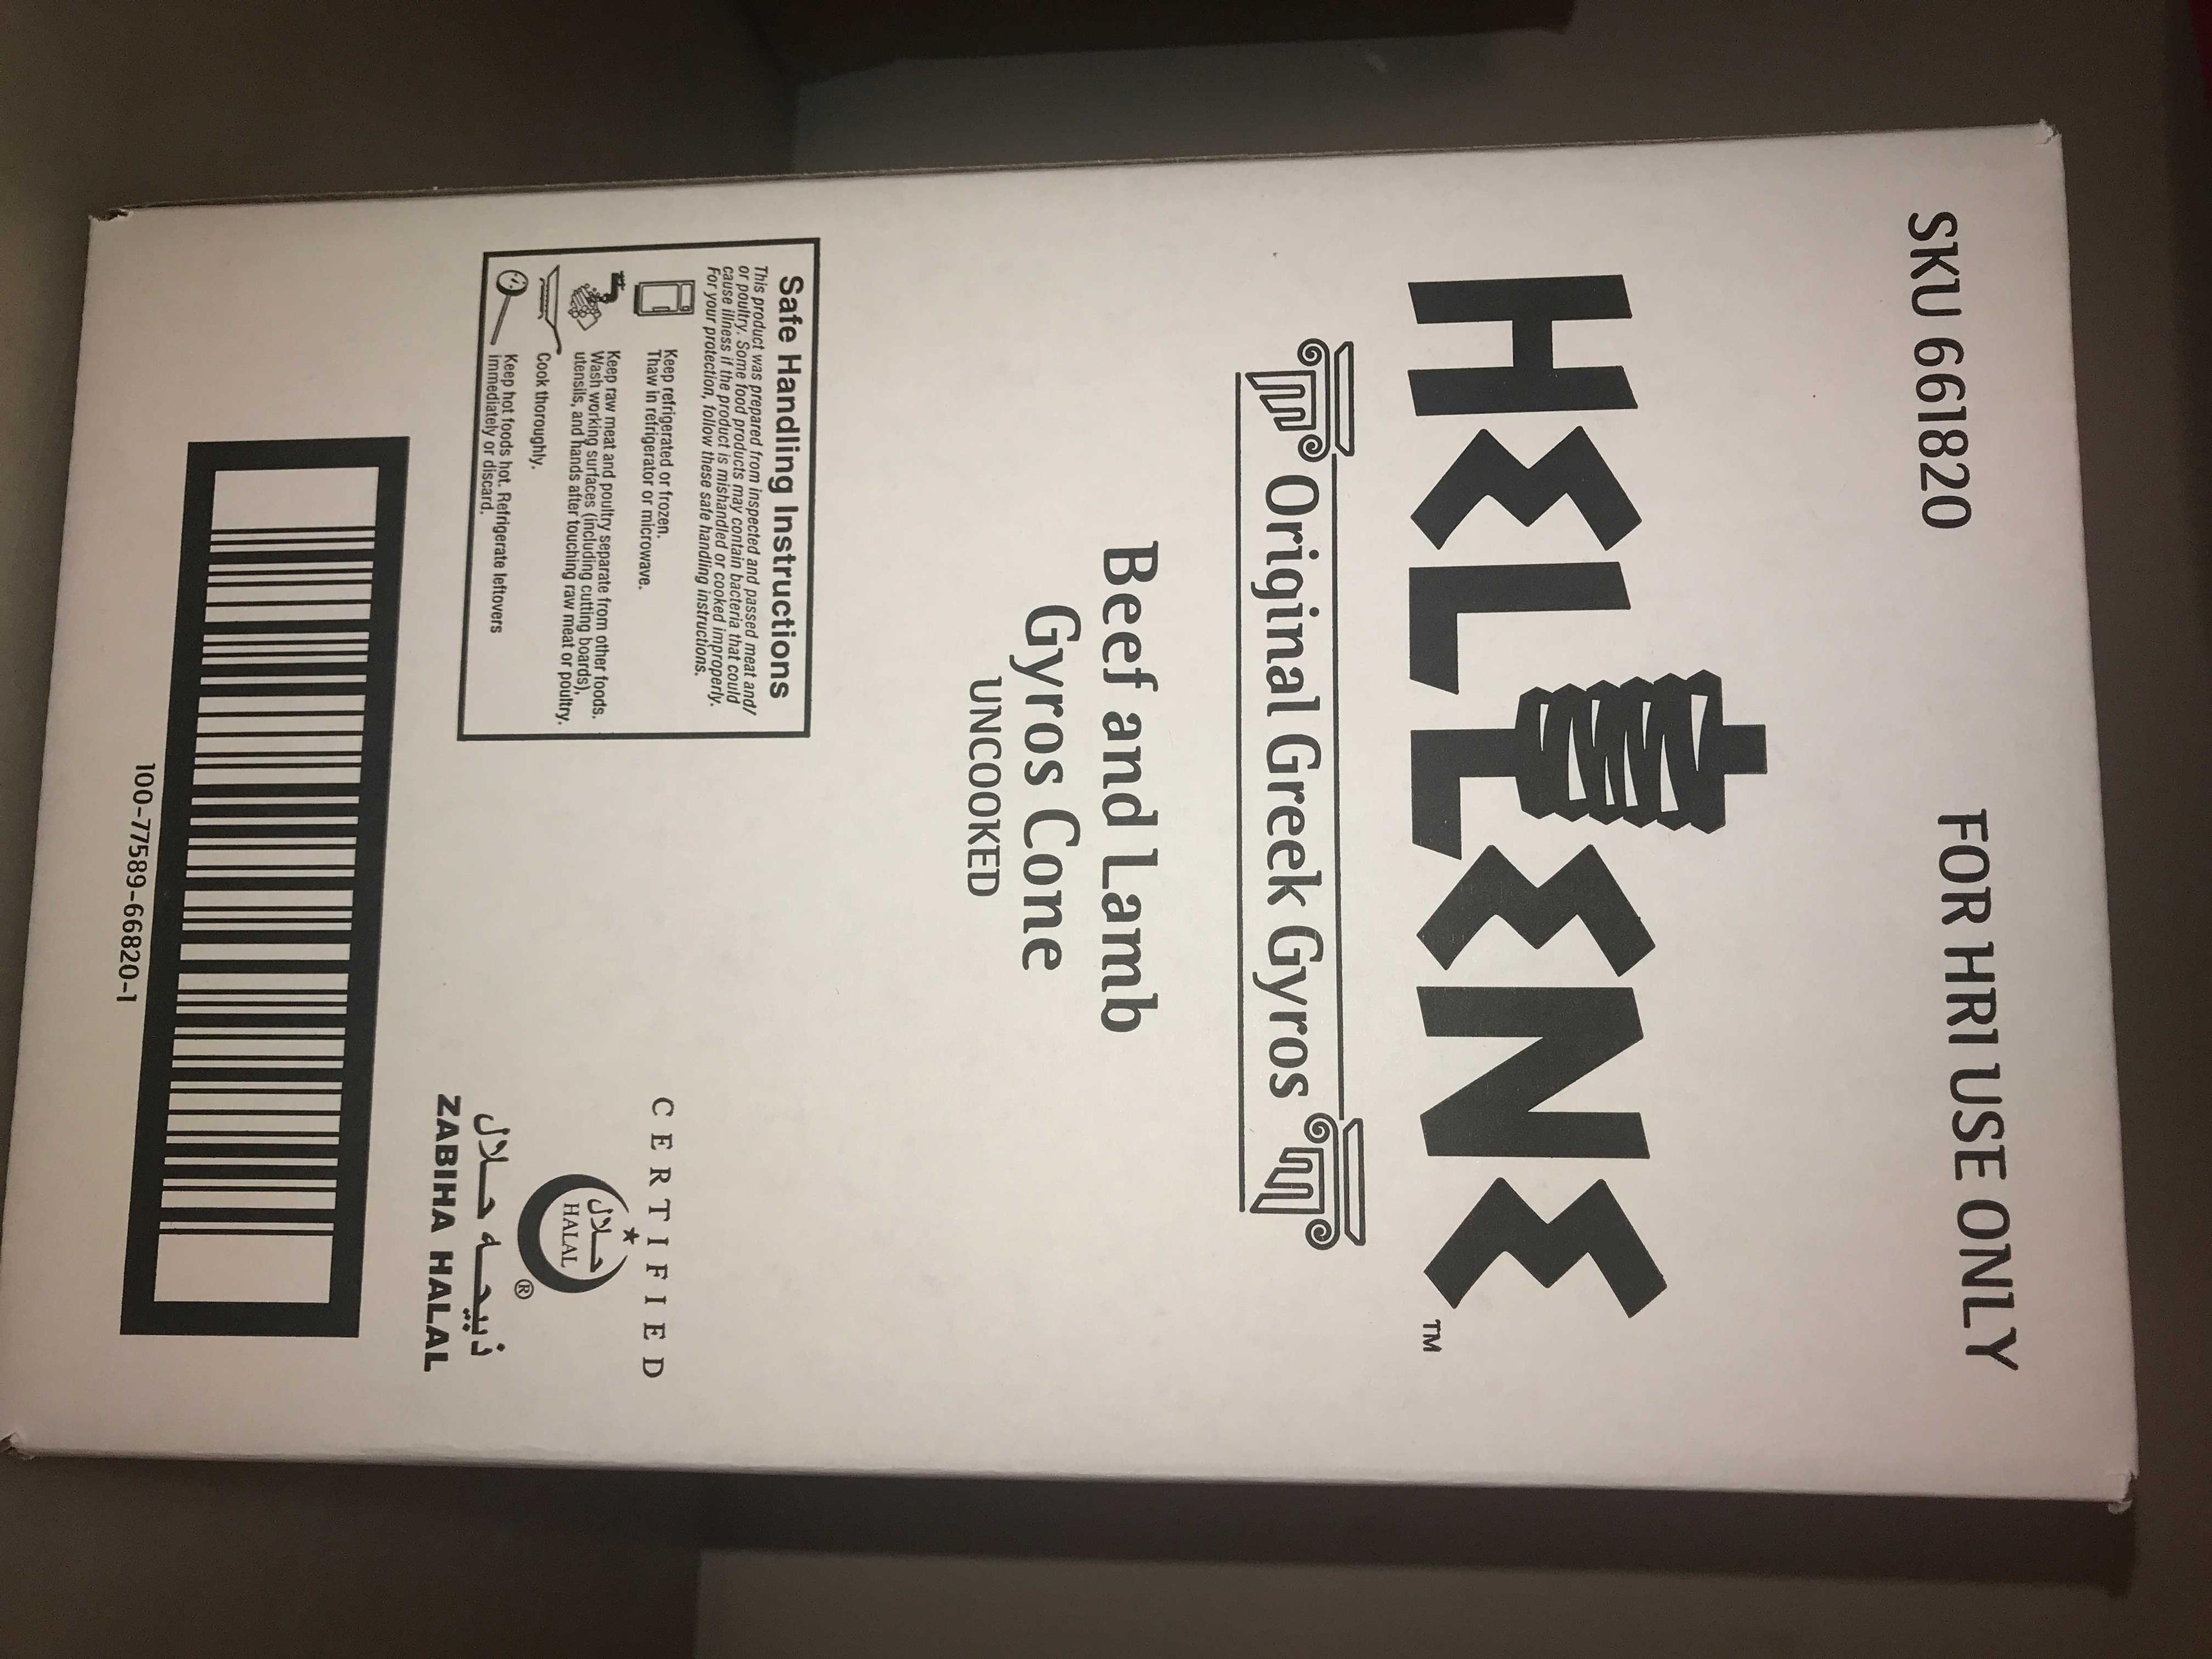 SKU 661820
FOR HRI USE ONLY
HELLENE™
Original Greek Gyros
Beef and Lamb
Gyros Cone
UNCOOKED
Safe Handling Instructions
This product was prepared from inspected and passed meat and/
or poultry. Some food products may contain bacteria that could
cause illness if the product is mishandled or cooked improperly.
For your protection, follow these safe handling instructions.
Keep refrigerated or frozen.
Thaw in refrigerator or microwave.
Keep raw meat and poultry separate from other foods.
Wash working surfaces (including cutting boards),
utensils, and hands after touching raw meat or poultry.
Cook thoroughly.
Keep hot foods hot. Refrigerate leftovers
immediately or discard.
CERTIFIED
حلال
HALAL
®
ذبيحه حلال
ZABIHA HALAL
100-77589-66820-1